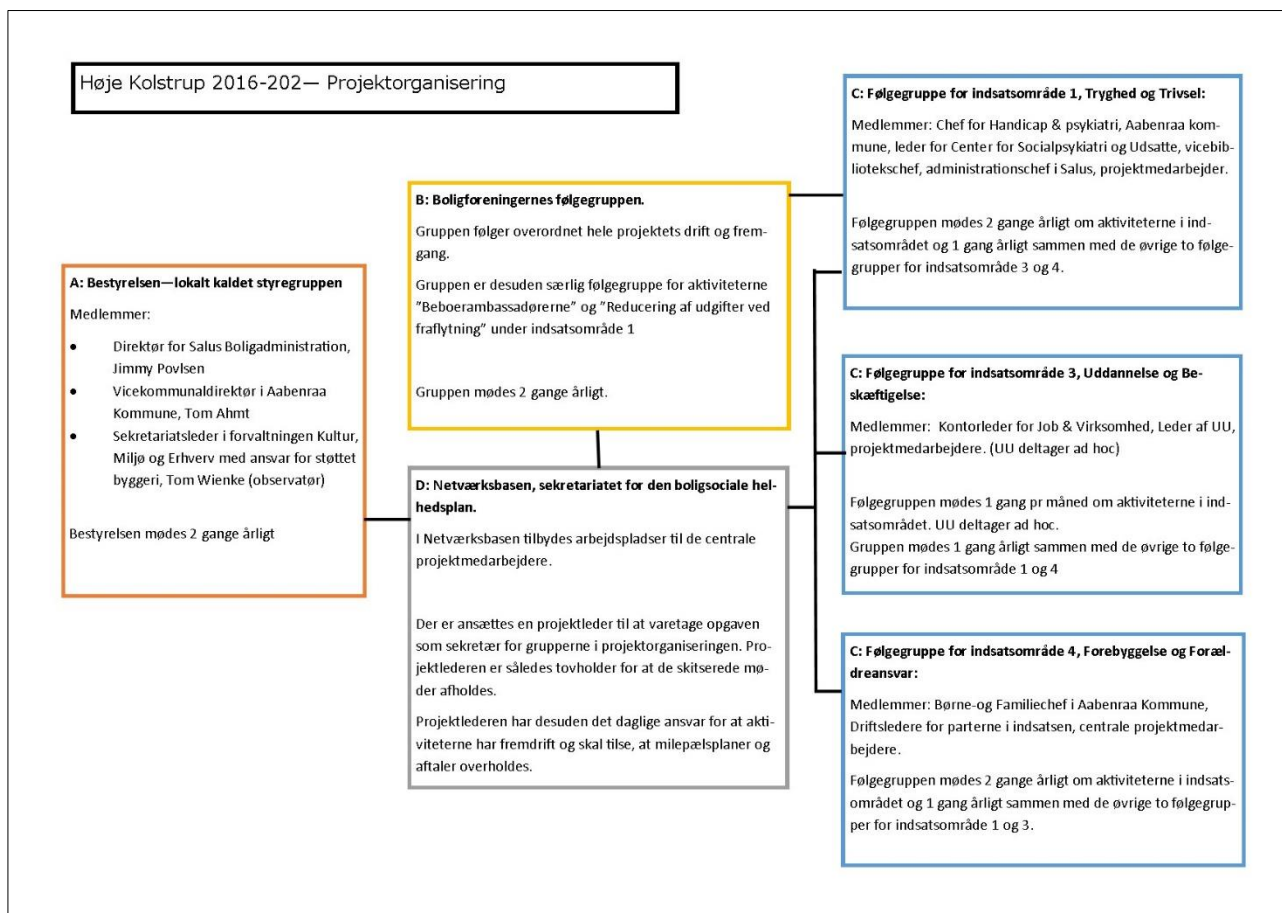 Høje Kolstrup 2016-202— Projektorganisering
A: Bestyrelsen—lokalt kaldet styregruppen
Medlemmer:
• Direktør for Salus Boligadministration,
Jimmy Povlsen
• Vicekommunaldirektør i Aabenraa
Kommune, Tom Ahmt
• Sekretariatsleder i forvaltningen Kultur,
Miljø og Erhverv med ansvar for støttet
byggeri, Tom Wienke (observatør)
Bestyrelsen mødes 2 gange årligt
B: Boligforeningernes følgegruppen.
Gruppen følger overordnet hele projektets drift og frem-
gang.
Gruppen er desuden særlig følgegruppe for aktiviteterne
”Beboerambassadørerne” og ”Reducering af udgifter ved
fraflytning” under indsatsområde 1
Gruppen mødes 2 gange årligt.
D: Netværksbasen, sekretariatet for den boligsociale hel-
hedsplan.
I Netværksbasen tilbydes arbejdspladser til de centrale
projektmedarbejdere.
Der er ansættes en projektleder til at varetage opgaven
som sekretær for grupperne i projektorganiseringen. Pro-
jektlederen er således tovholder for at de skitserede mø-
der afholdes.
Projektlederen har desuden det daglige ansvar for at akti-
viteterne har fremdrift og skal tilse, at milepælsplaner og
aftaler overholdes.
C: Følgegruppe for indsatsområde 1, Tryghed og Trivsel:
Medlemmer: Chef for Handicap & psykiatri, Aabenraa kom-
mune, leder for Center for Socialpsykiatri og Udsatte, vicebib-
liotekschef, administrationschef i Salus, projektmedarbejder.
Følgegruppen mødes 2 gange årligt om aktiviteterne i ind-
satsområdet og 1 gang årligt sammen med de øvrige to følge-
grupper for indsatsområde 3 og 4.
C: Følgegruppe for indsatsområde 3, Uddannelse og Be-
skæftigelse:
Medlemmer: Kontorleder for Job & Virksomhed, Leder af UU,
projektmedarbejdere. (UU deltager ad hoc)
Følgegruppen mødes 1 gang pr måned om aktiviteterne i ind-
satsområdet. UU deltager ad hoc.
Gruppen mødes 1 gang årligt sammen med de øvrige to følge-
grupper for indsatsområde 1 og 4
C: Følgegruppe for indsatsområde 4, Forebyggelse og Foræl-
dreansvar:
Medlemmer: Børne-og Familiechef i Aabenraa Kommune,
Driftsledere for parterne i indsatsen, centrale projektmedar-
bejdere.
Følgegruppen mødes 2 gange årligt om aktiviteterne i indsats-
området og 1 gang årligt sammen med de øvrige to følgegrup-
per for indsatsområde 1 og 3.